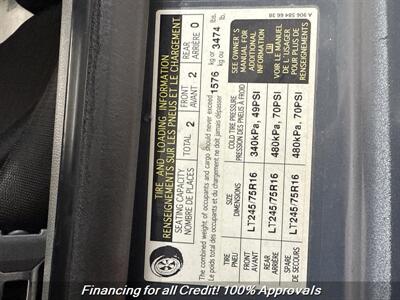 A 906 584 66 38
TIRE AND LOADING INFORMATION
RENSEIGNEMENTS SUR LES PNEUS ET LE CHARGEMENT
SEATING CAPACITY
NOMBRE DE PLACES
TOTAL 2
FRONT
AVANT 2
REAR
ARRIÈRE 0
The combined weight of occupants and cargo should never exceed
Le poids total des occupants et du chargement ne doit jamais dépasser
1576 kg or 3474 lbs.
kg ou lb.
TIRE
PNEU
SIZE
DIMENSIONS
COLD TIRE PRESSURE
PRESSION DES PNEUS À FROID
FRONT
AVANT
LT245/75R16
340kPa, 49PSI
REAR
ARRIÈRE
LT245/75R16
480kPa, 70PSI
SPARE
DE SECOURS
LT245/75R16
480kPa, 70PSI
SEE OWNER'S
MANUAL FOR
ADDITIONAL
INFORMATION
VOIR LE MANUEL
DE L'USAGER
POUR PLUS DE
RENSEIGNEMENTS
Financing for all Credit! 100% Approvals